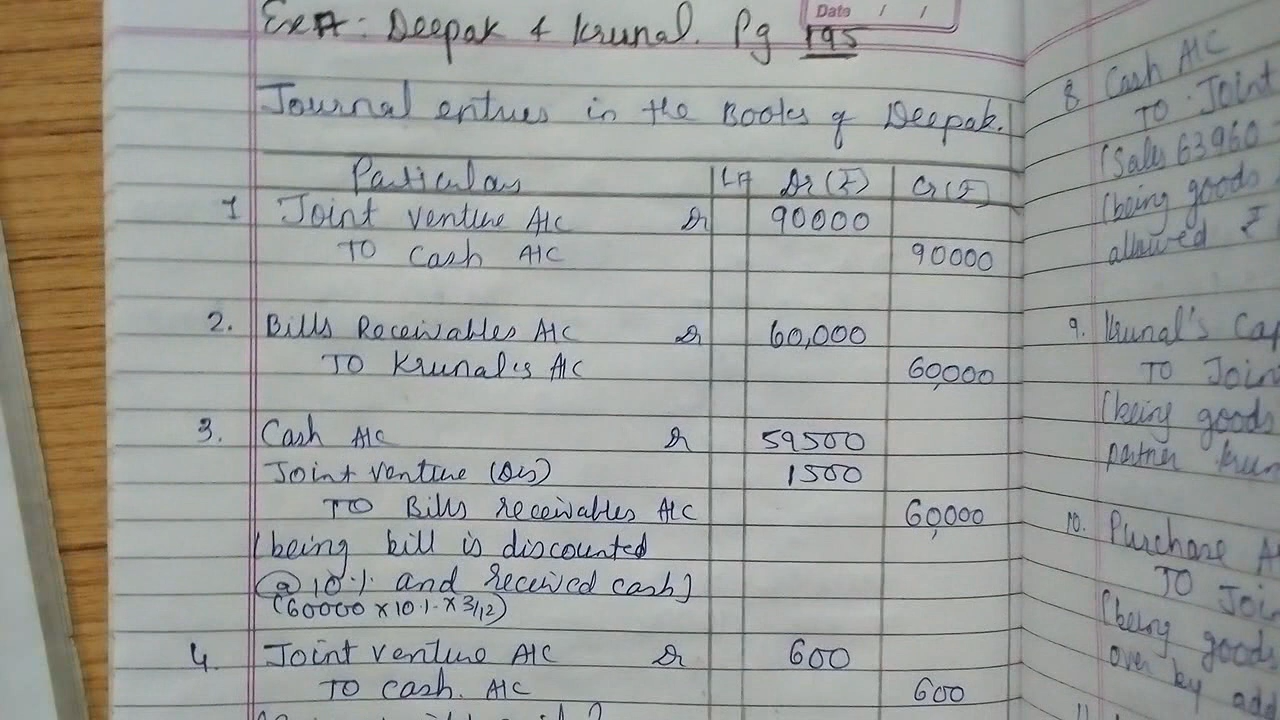 Ex 7: Deepak & Krunal. Pg 195
Date / /
Journal entries in the Books of Deepak.
Paticulars LF Dr (₹) Cr (₹)
1 Joint venture A/C Dr 90000
TO Cash A/C 90000
2. Bills Receivables A/C Dr 60,000
TO Krunal's A/C 60,000
3. Cash A/C Dr 59500
Joint venture (Dis) 1500
TO Bills receivables A/C 60,000
(being bill is discounted
@ 10% and received cash)
(60000 x 10% x 3/12)
4. Joint venture A/C Dr 600
TO Cash. A/C 600
8 Cash A/C
TO Joint
(Sales 63960
(being goods
allowed ₹
9. Krunal's Cap
TO Join
(being goods
partner Krun
10. Purchase A
TO Join
(being goods
over by add
11